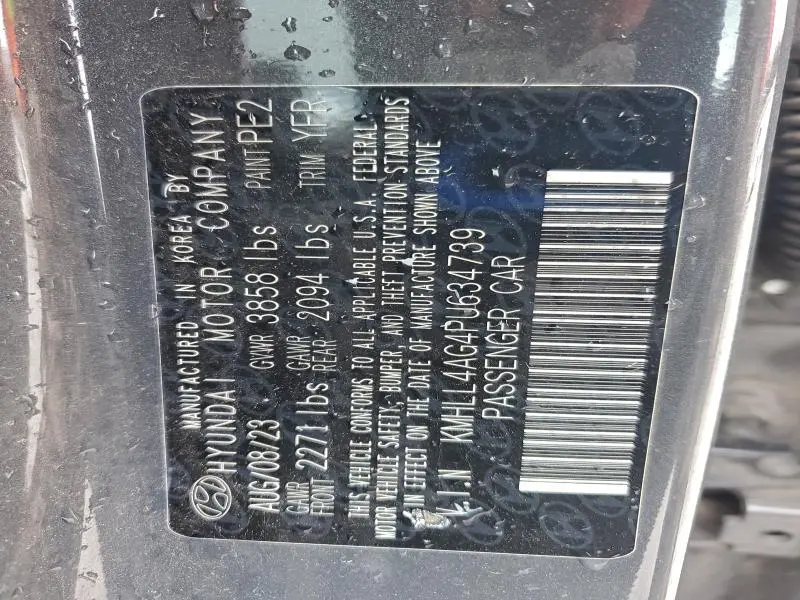 MANUFACTURED IN KOREA BY
HYUNDAI MOTOR COMPANY
AUG/08/23 GVWR 3858 lbs PAINT PE2
GAWR FRONT 2271 lbs GAWR REAR 2094 lbs TRIM YFR
THIS VEHICLE CONFORMS TO ALL APPLICABLE U.S.A. FEDERAL
MOTOR VEHICLE SAFETY, BUMPER, AND THEFT PREVENTION STANDARDS
IN EFFECT ON THE DATE OF MANUFACTURE SHOWN ABOVE
V.I.N KMHLL4AG4PU634739
PASSENGER CAR